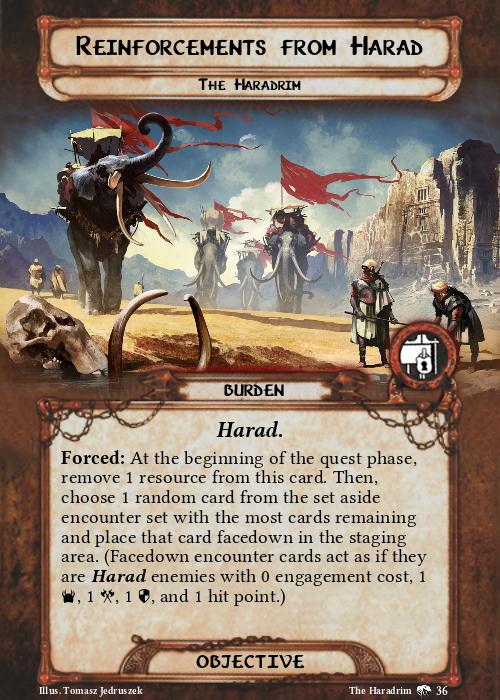 Reinforcements from Harad
The Haradrim
BURDEN
Harad.
Forced: At the beginning of the quest phase,
remove 1 resource from this card. Then,
choose 1 random card from the set aside
encounter set with the most cards remaining
and place that card facedown in the staging
area. (Facedown encounter cards act as if they
are Harad enemies with 0 engagement cost, 1
, 1 , 1 , and 1 hit point.)
OBJECTIVE
Illus. Tomasz Jedruszek
The Haradrim 36